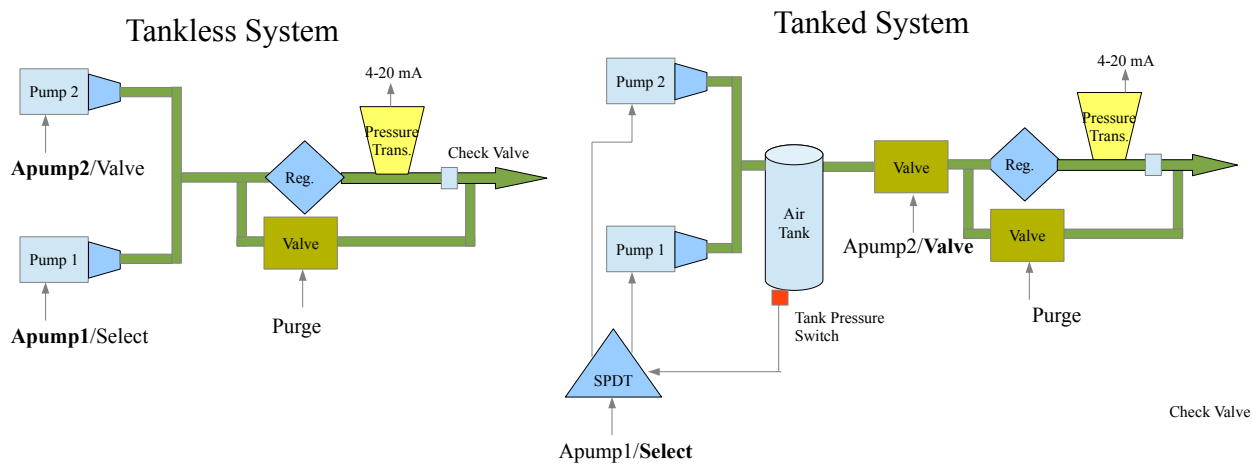 Tankless System
Pump 2
Apump2/Valve
4-20 mA
Pressure
Trans.
Check Valve
Reg.
Valve
Purge
Pump 1
Apump1/Select
Tanked System
Pump 2
Pump 1
SPDT
Apump1/Select
Air
Tank
Tank Pressure
Switch
Valve
Apump2/Valve
4-20 mA
Pressure
Trans.
Reg.
Valve
Purge
Check Valve